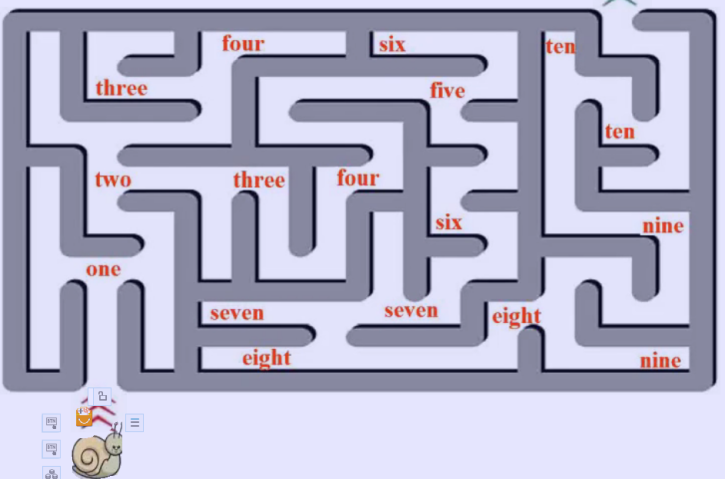 four
six
ten
three
five
ten
two
three
four
six
nine
one
seven
seven
eight
eight
nine